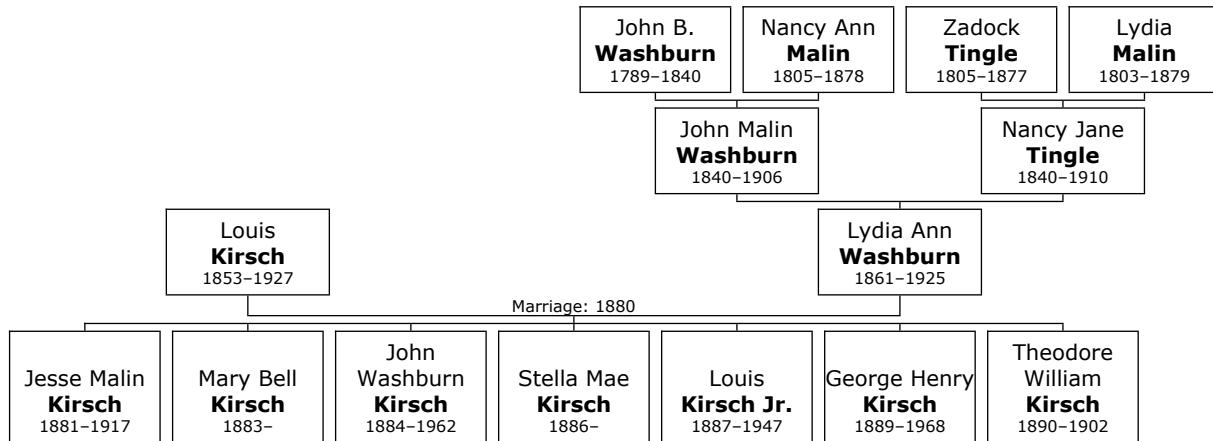 John B.
Washburn
1789–1840
Nancy Ann
Malin
1805–1878
Zadock
Tingle
1805–1877
Lydia
Malin
1803–1879
John Malin
Washburn
1840–1906
Nancy Jane
Tingle
1840–1910
Louis
Kirsch
1853–1927
Lydia Ann
Washburn
1861–1925
Marriage: 1880
Jesse Malin
Kirsch
1881–1917
Mary Bell
Kirsch
1883–
John
Washburn
Kirsch
1884–1962
Stella Mae
Kirsch
1886–
Louis
Kirsch Jr.
1887–1947
George Henry
Kirsch
1889–1968
Theodore
William
Kirsch
1890–1902